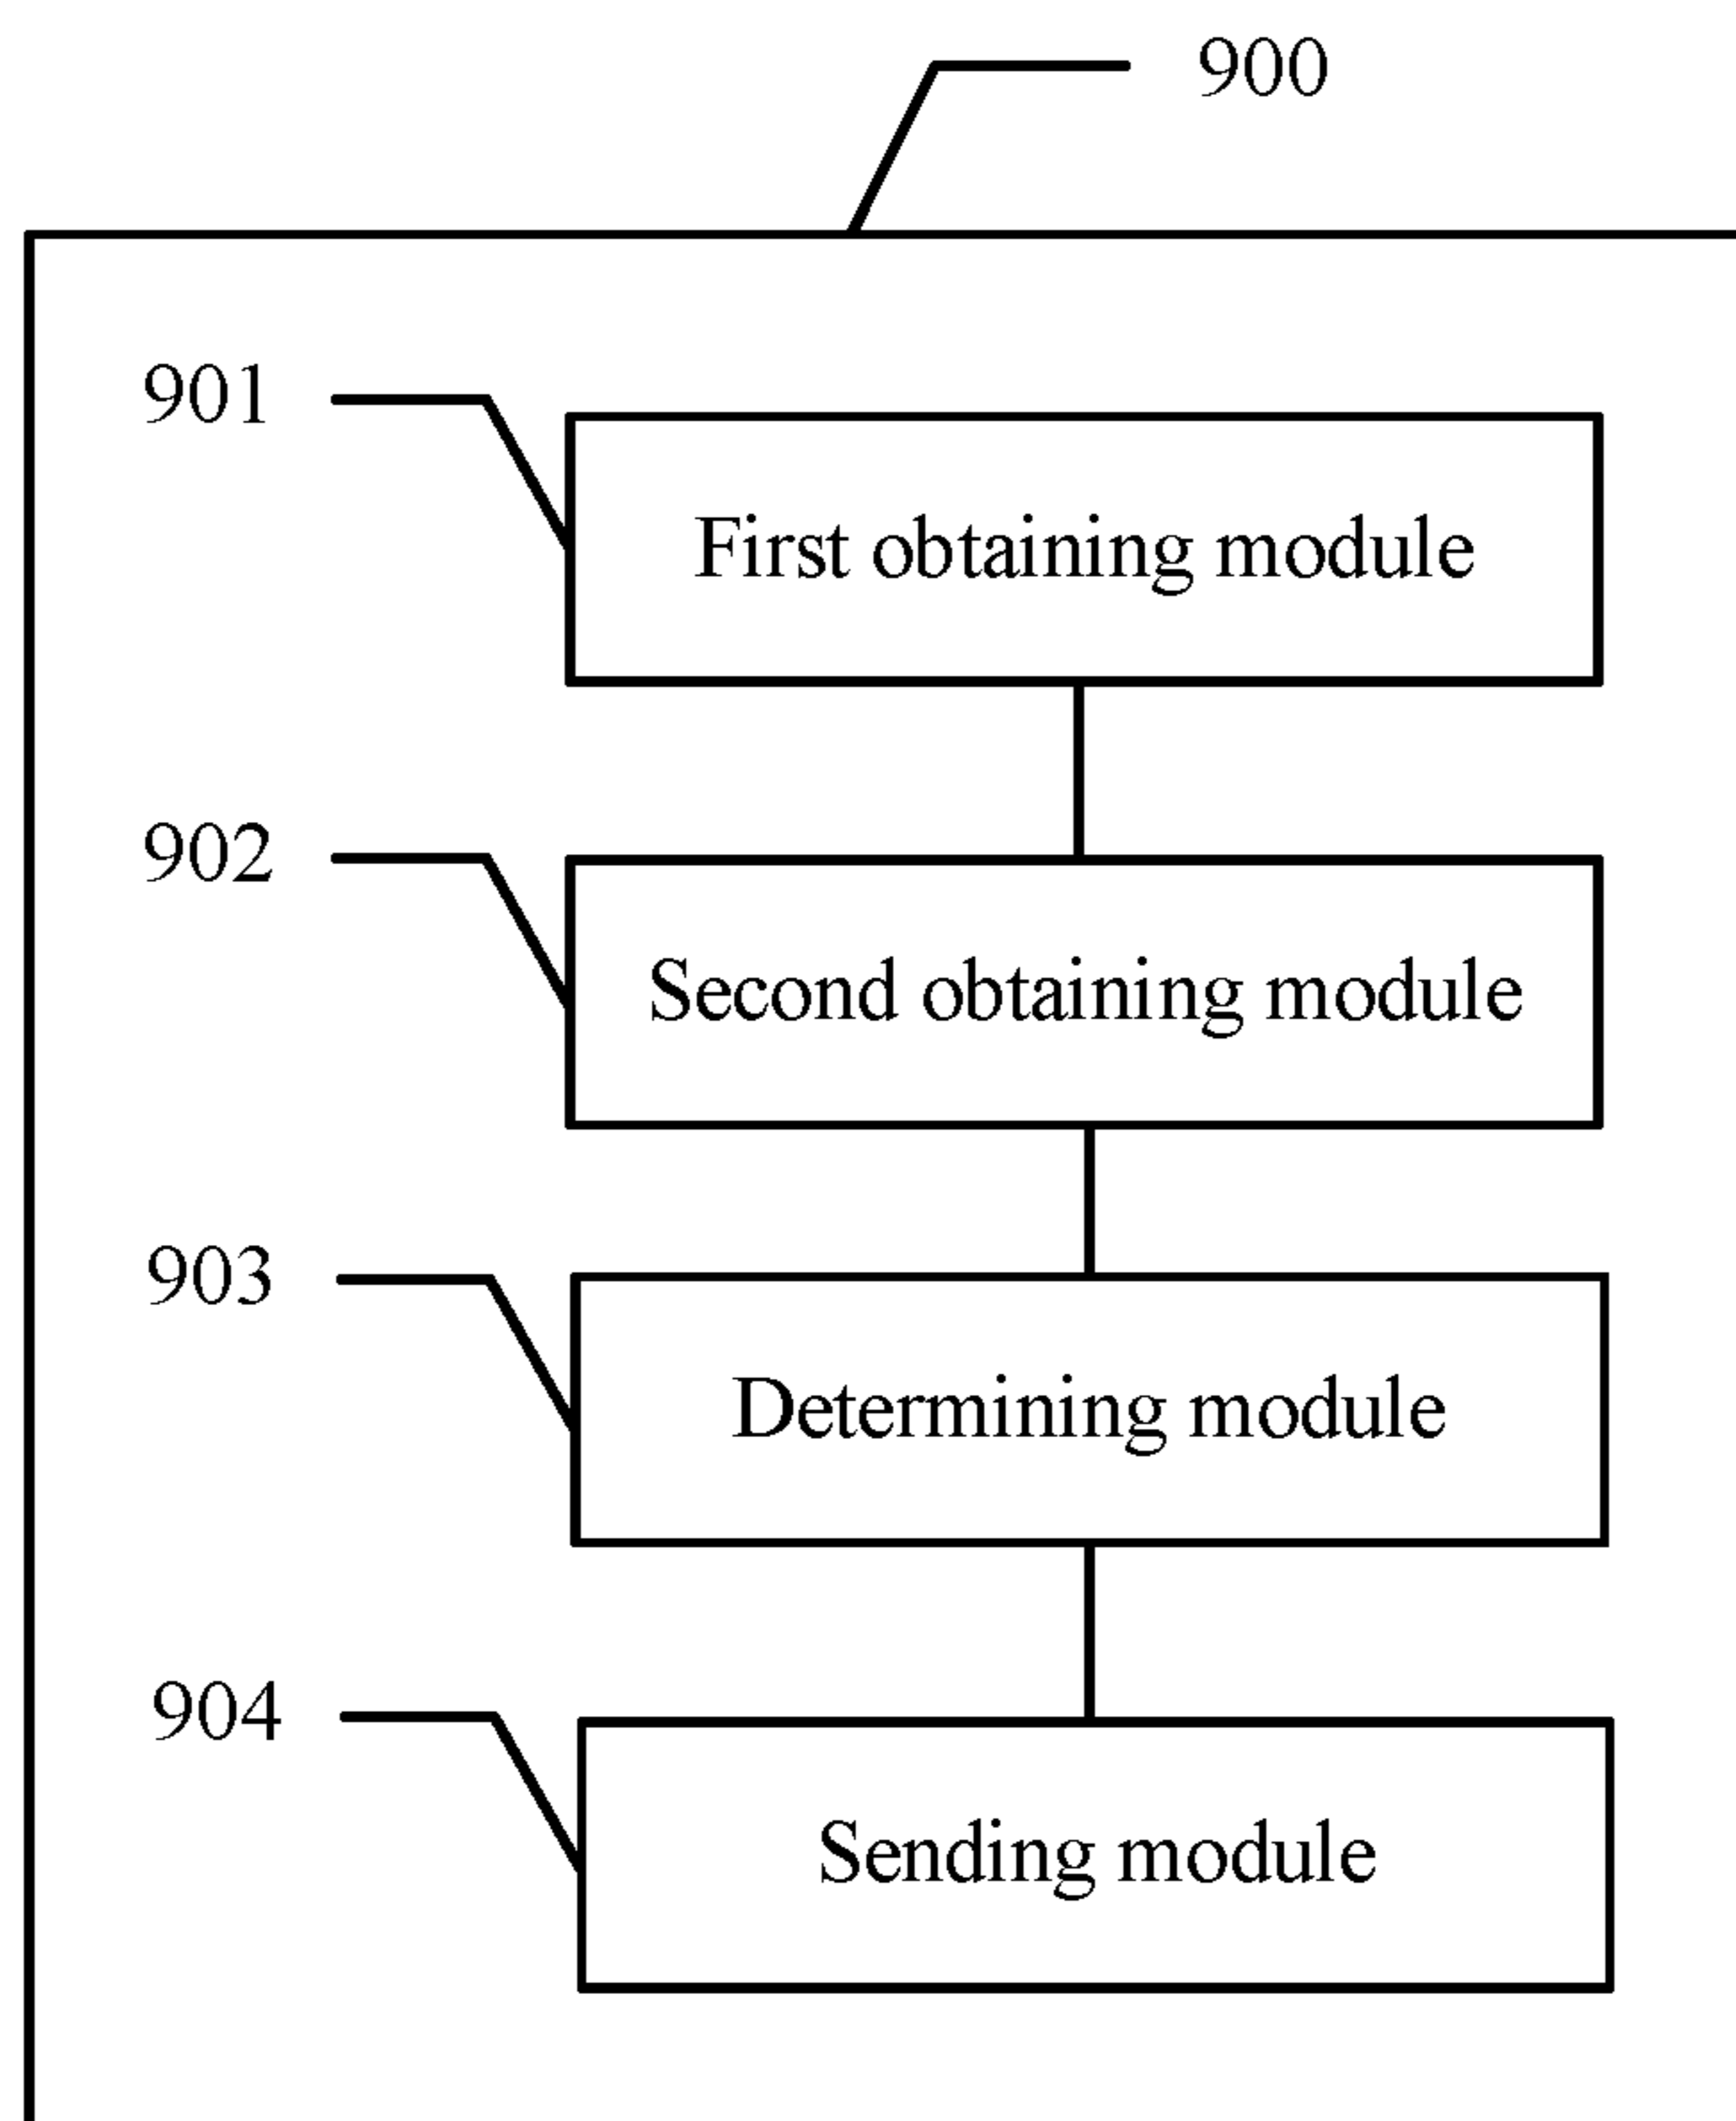 900
901
First obtaining module
902
Second obtaining module
903
Determining module
904
Sending module